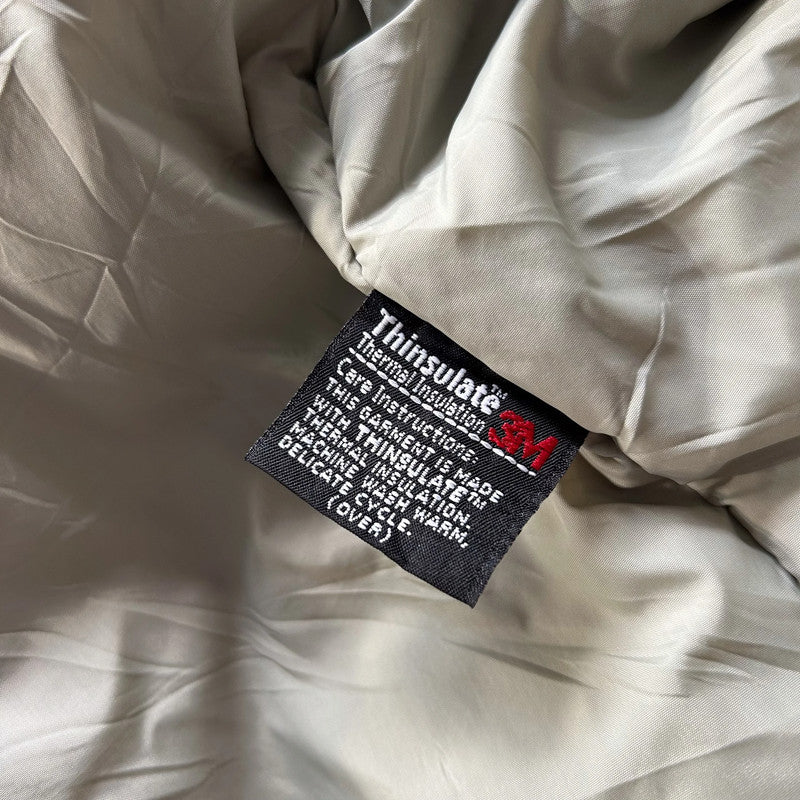 Thinsulate™
Thermal Insulation 3M
Care Instructions:
THIS GARMENT IS MADE
WITH THINSULATE™
THERMAL INSULATION.
MACHINE WASH WARM,
DELICATE CYCLE.
(OVER)